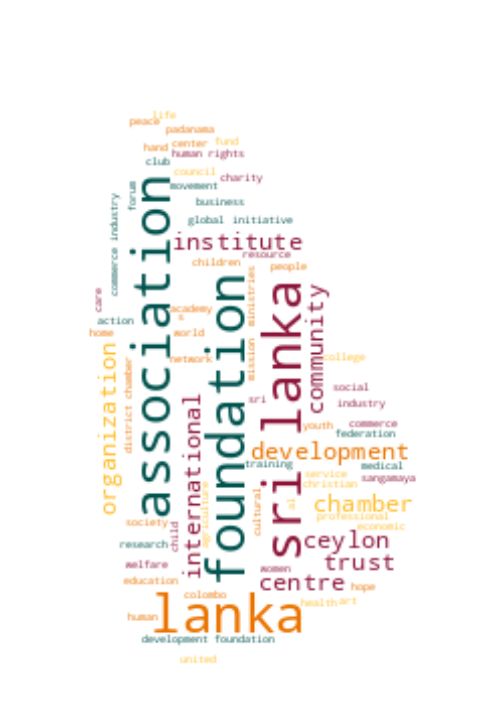 life
peace
padanama
hand center fund
human rights
club
council
charity
movement
forum
business
commerce industry
global initiative
association
institute
resource
children
people
ministries
foundation
sri lanka
community
care
academy
s
action
home
world
mission
network
college
organization
district chamber
social
sri
industry
international
youth
commerce
federation
development
training
medical
service
sangamaya
christian
agriculture
cultural
al
chamber
professional
economic
society
child
research
ceylon
trust
welfare
women
centre
education
hope
colombo
lanka
health
art
human
development foundation
united